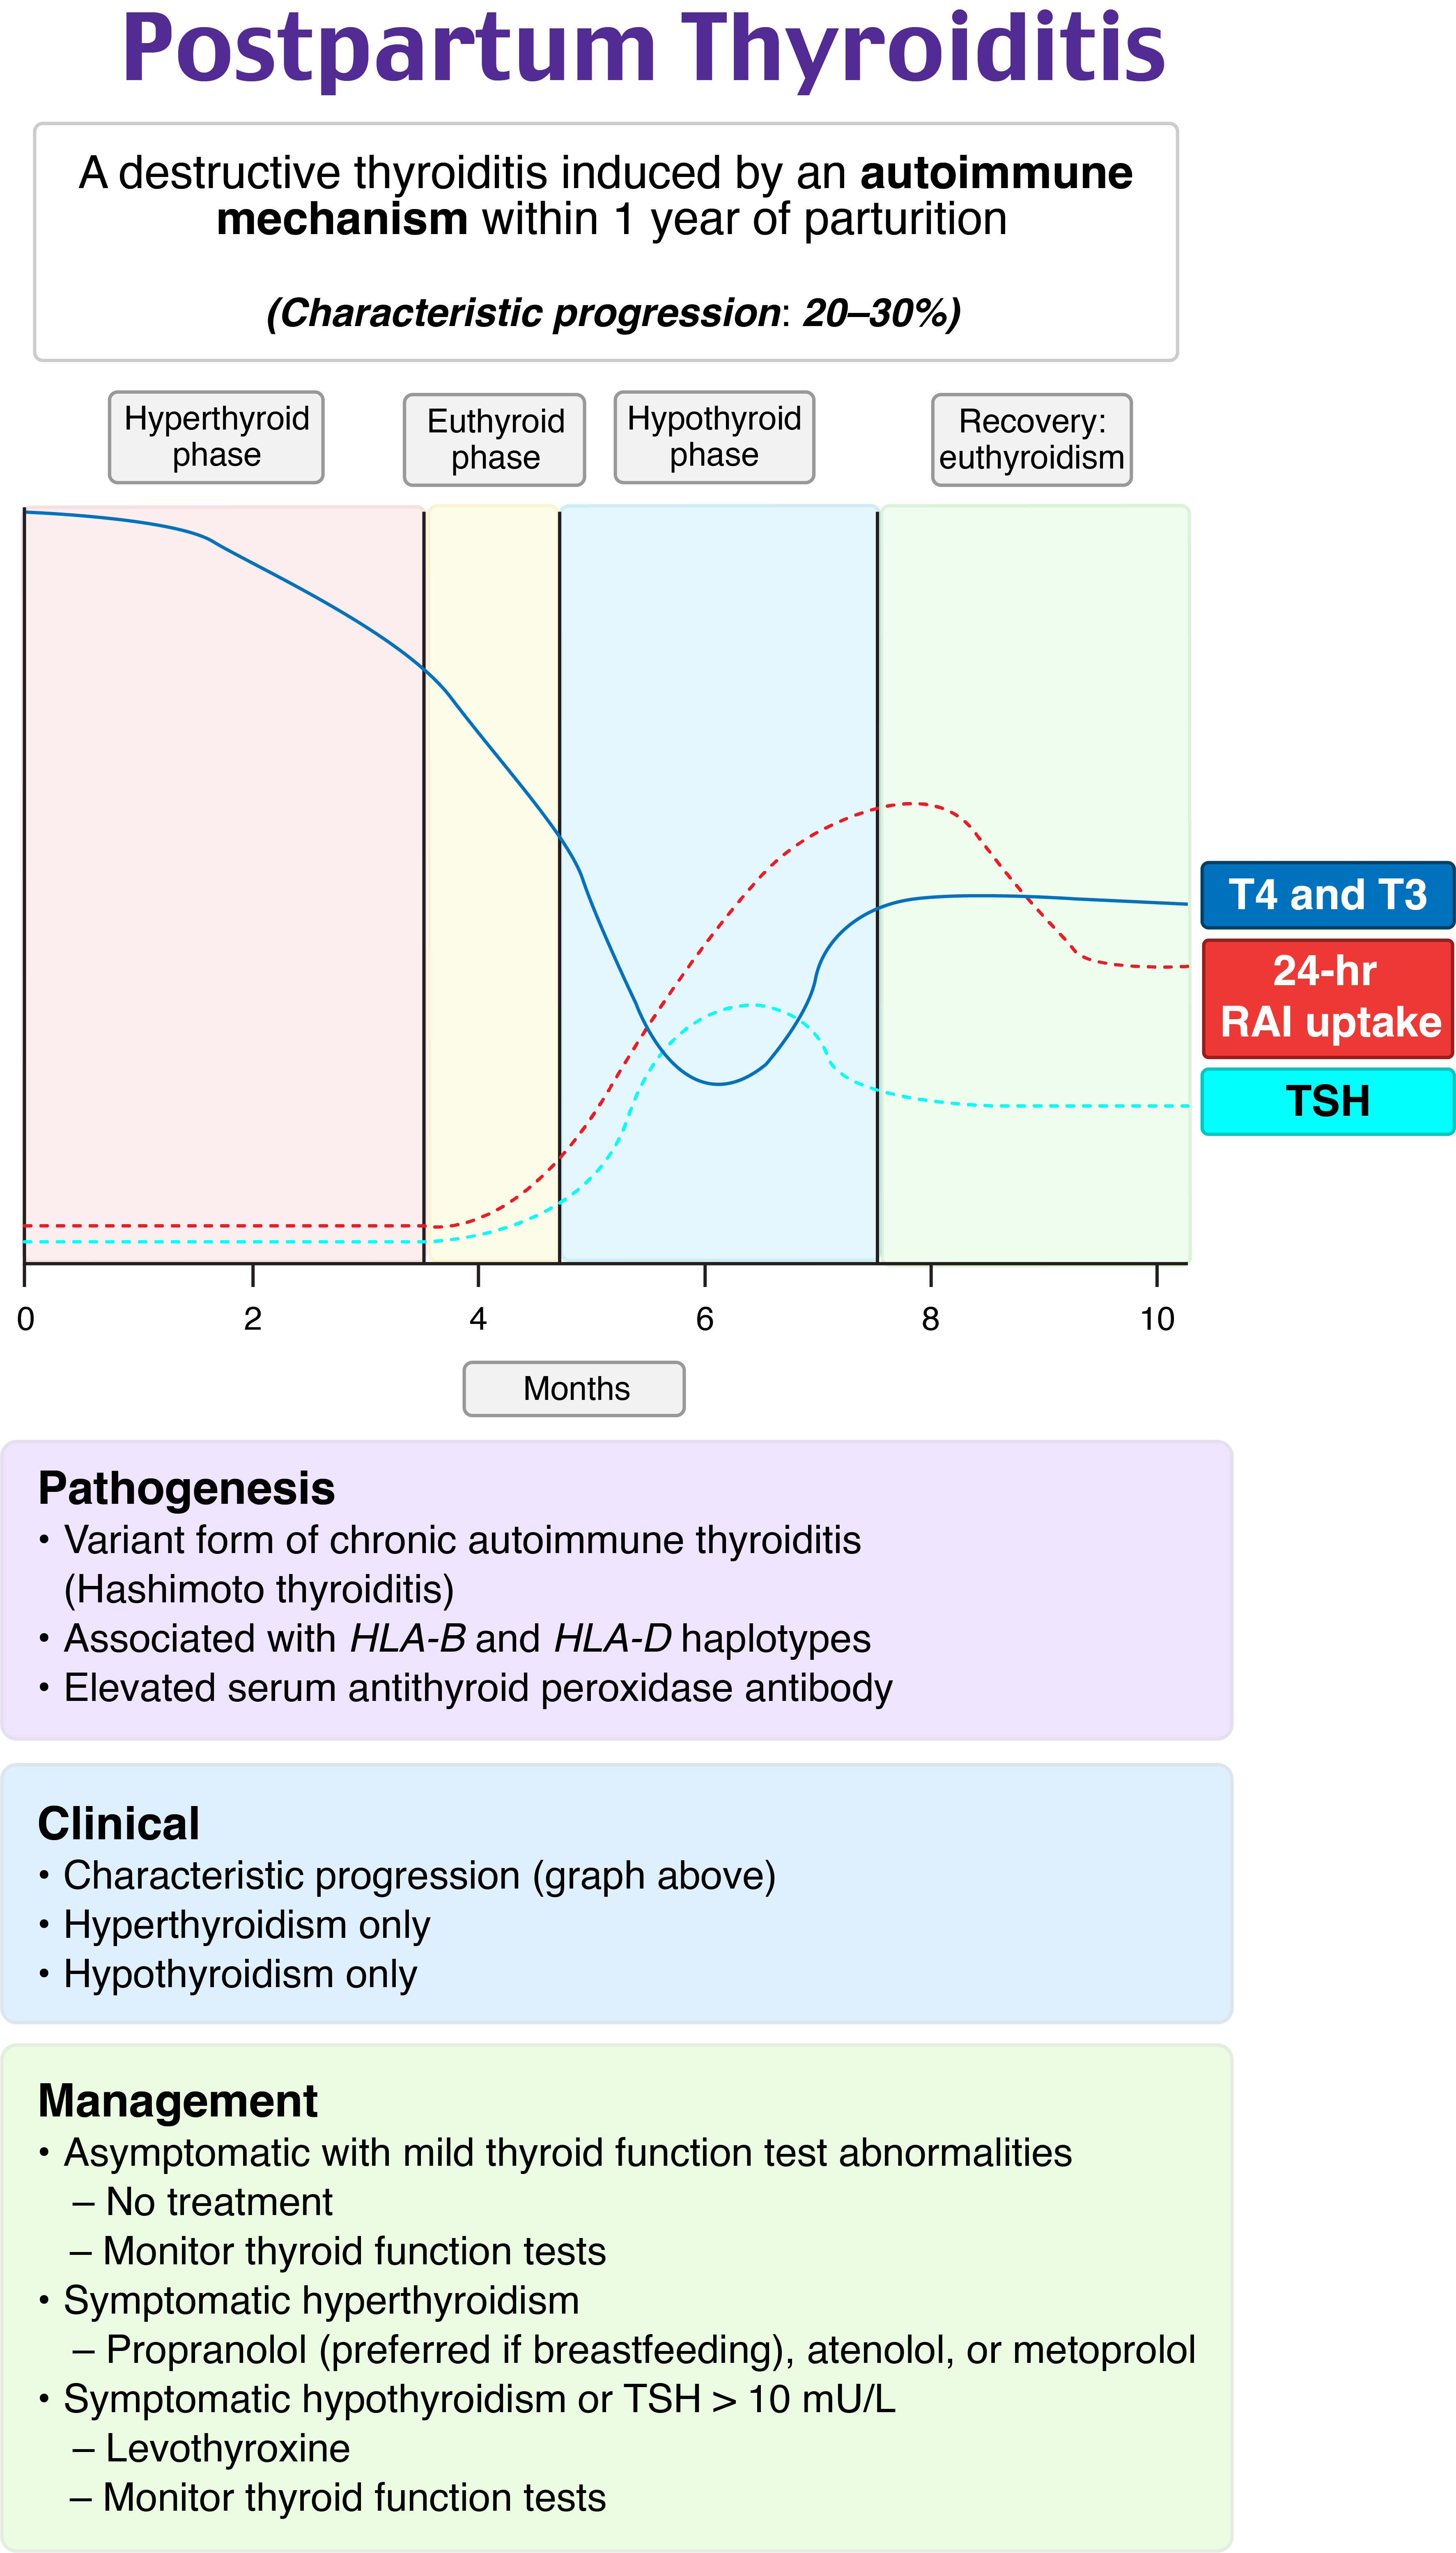 Postpartum Thyroiditis
A destructive thyroiditis induced by an autoimmune
mechanism within 1 year of parturition
(Characteristic progression: 20–30%)
Hyperthyroid
phase
Euthyroid
phase
Hypothyroid
phase
Recovery:
euthyroidism
T4 and T3
24-hr
RAI uptake
TSH
0 2 4 6 8 10
Months
Pathogenesis
• Variant form of chronic autoimmune thyroiditis
(Hashimoto thyroiditis)
• Associated with HLA-B and HLA-D haplotypes
• Elevated serum antithyroid peroxidase antibody
Clinical
• Characteristic progression (graph above)
• Hyperthyroidism only
• Hypothyroidism only
Management
• Asymptomatic with mild thyroid function test abnormalities
– No treatment
– Monitor thyroid function tests
• Symptomatic hyperthyroidism
– Propranolol (preferred if breastfeeding), atenolol, or metoprolol
• Symptomatic hypothyroidism or TSH > 10 mU/L
– Levothyroxine
– Monitor thyroid function tests